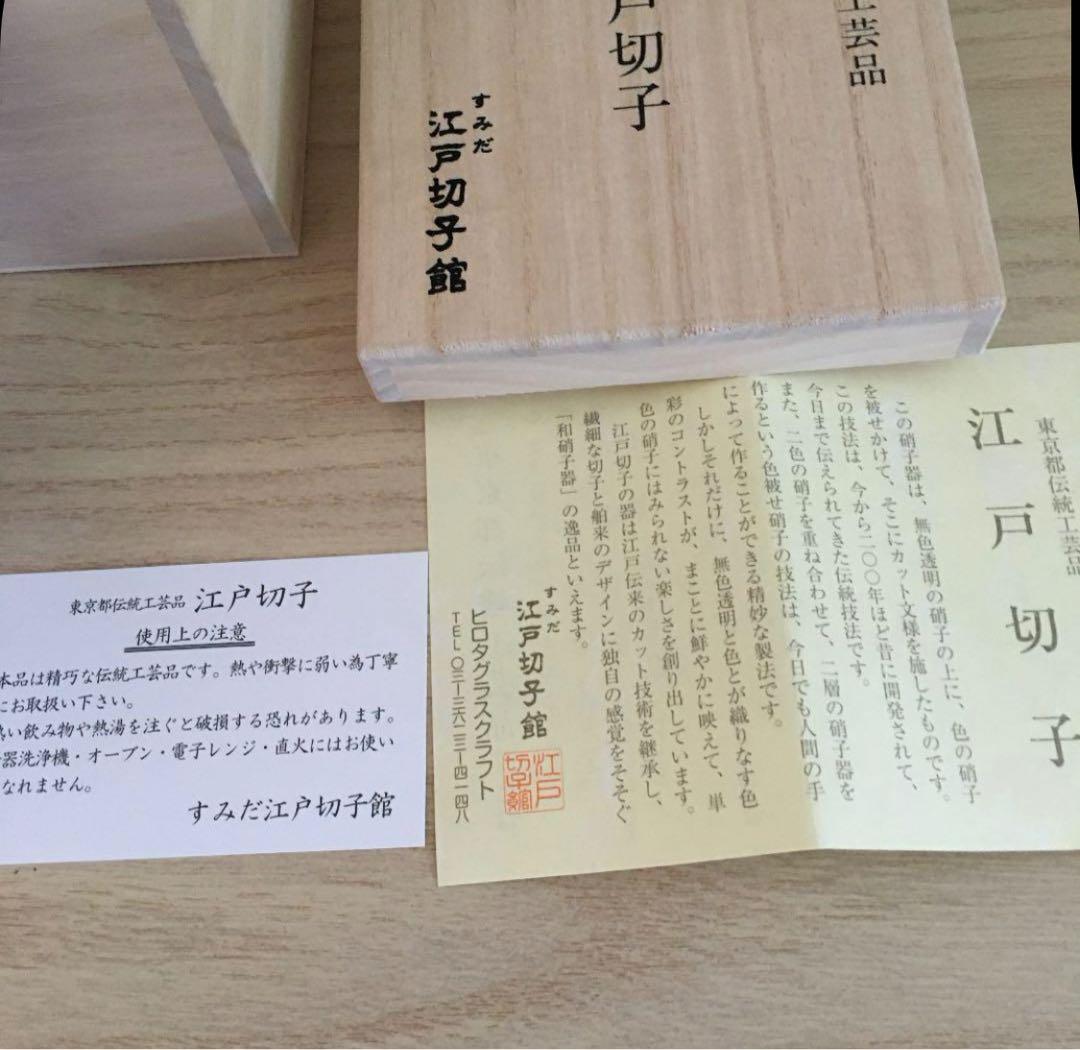 工芸品
戸切子
すみだ
江戸切子館
東京都伝統工芸品
江戸切子
この硝子器は、無色透明の硝子の上に、色の硝子
を被せかけて、そこにカット文様を施したものです。
この技法は、今から二〇〇年ほど昔に開発されて、
今日まで伝えられてきた伝統技法です。
また、二色の硝子を重ね合わせて、二層の硝子器を
作るという色被せ硝子の技法は、今日でも人間の手
によって作ることができる精妙な製法です。
しかしそれだけに、無色透明と色とが織りなす色
彩のコントラストが、まことに鮮やかに映えて、単
色の硝子にはみられない楽しさを創り出しています。
江戸切子の器は江戸伝来のカット技術を継承し、
繊細な切子と舶来のデザインに独自の感覚をそそぐ
「和硝子器」の逸品といえます。
すみだ
江戸切子館
江戸
切子館
ヒロタグラスクラフト
TEL〇三ー三六二三ー四一四八
東京都伝統工芸品 江戸切子
使用上の注意
本品は精巧な伝統工芸品です。熱や衝撃に弱い為丁寧
にお取扱い下さい。
熱い飲み物や熱湯を注ぐと破損する恐れがあります。
器洗浄機・オーブン・電子レンジ・直火にはお使い
なれません。
すみだ江戸切子館